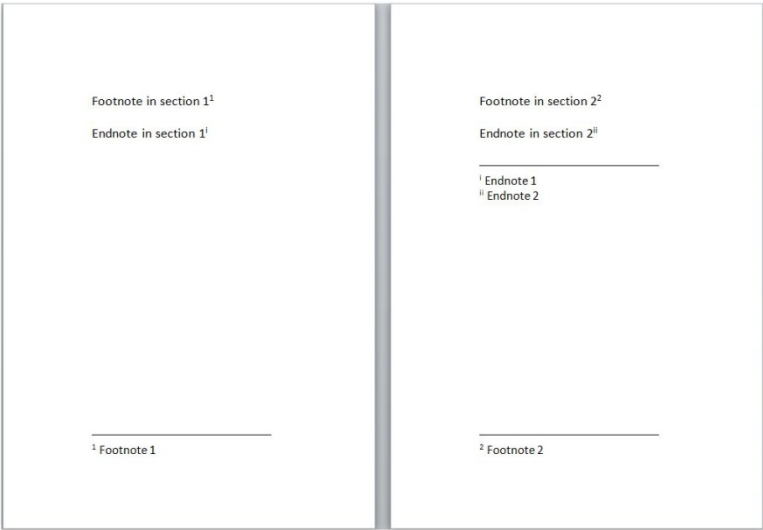 Footnote in section 1¹
Endnote in section 1ⁱ
¹ Footnote 1
Footnote in section 2²
Endnote in section 2ⁱⁱ
ⁱ Endnote 1
ⁱⁱ Endnote 2
² Footnote 2